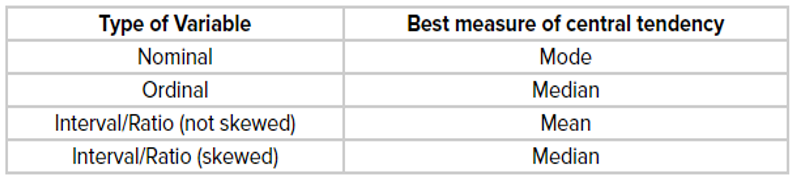 Type of Variable Best measure of central tendency
Nominal Mode
Ordinal Median
Interval/Ratio (not skewed) Mean
Interval/Ratio (skewed) Median